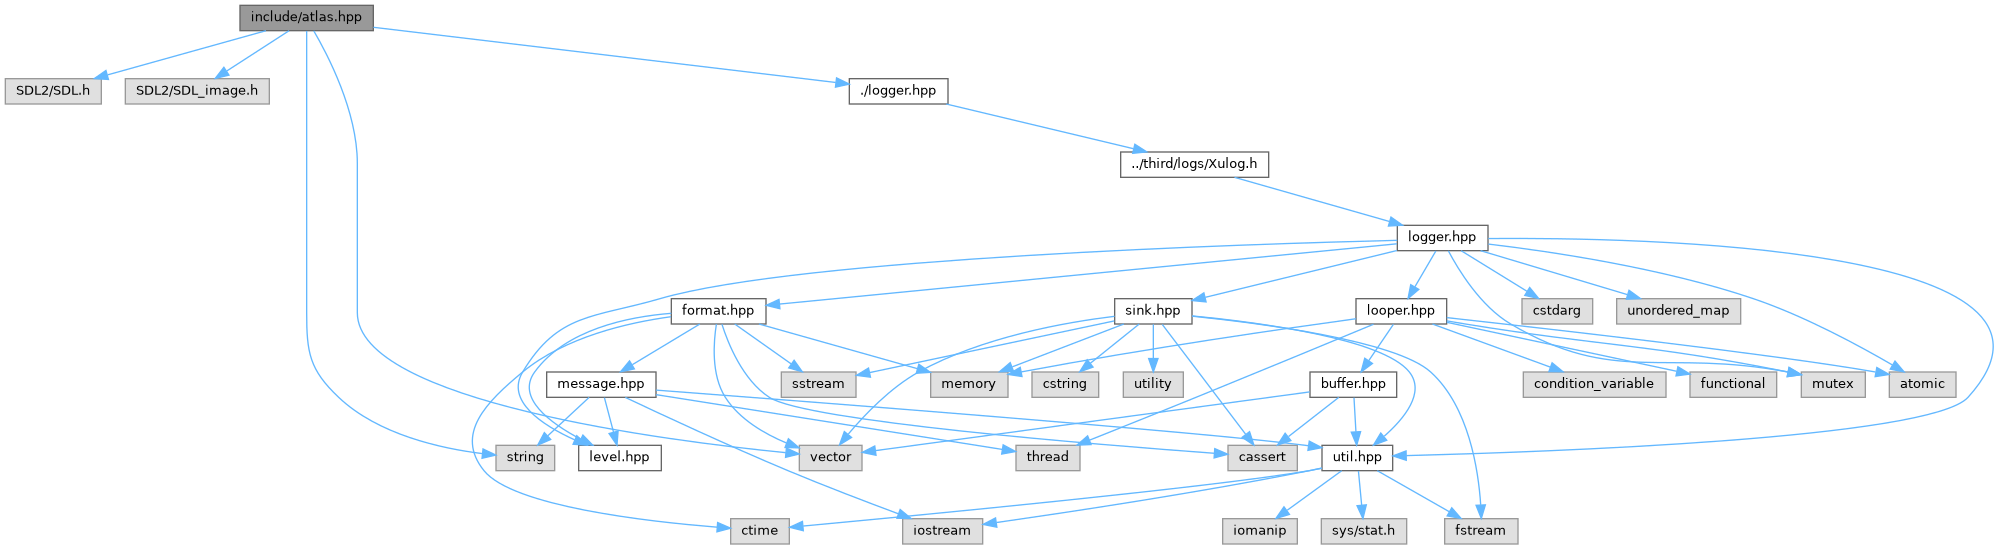 include/atlas.hpp
SDL2/SDL.h
SDL2/SDL_image.h
./logger.hpp
../third/logs/Xulog.h
logger.hpp
format.hpp
sink.hpp
looper.hpp
cstdarg
unordered_map
message.hpp
sstream
memory
cstring
utility
buffer.hpp
condition_variable
functional
mutex
atomic
string
level.hpp
vector
thread
cassert
util.hpp
ctime
iostream
iomanip
sys/stat.h
fstream